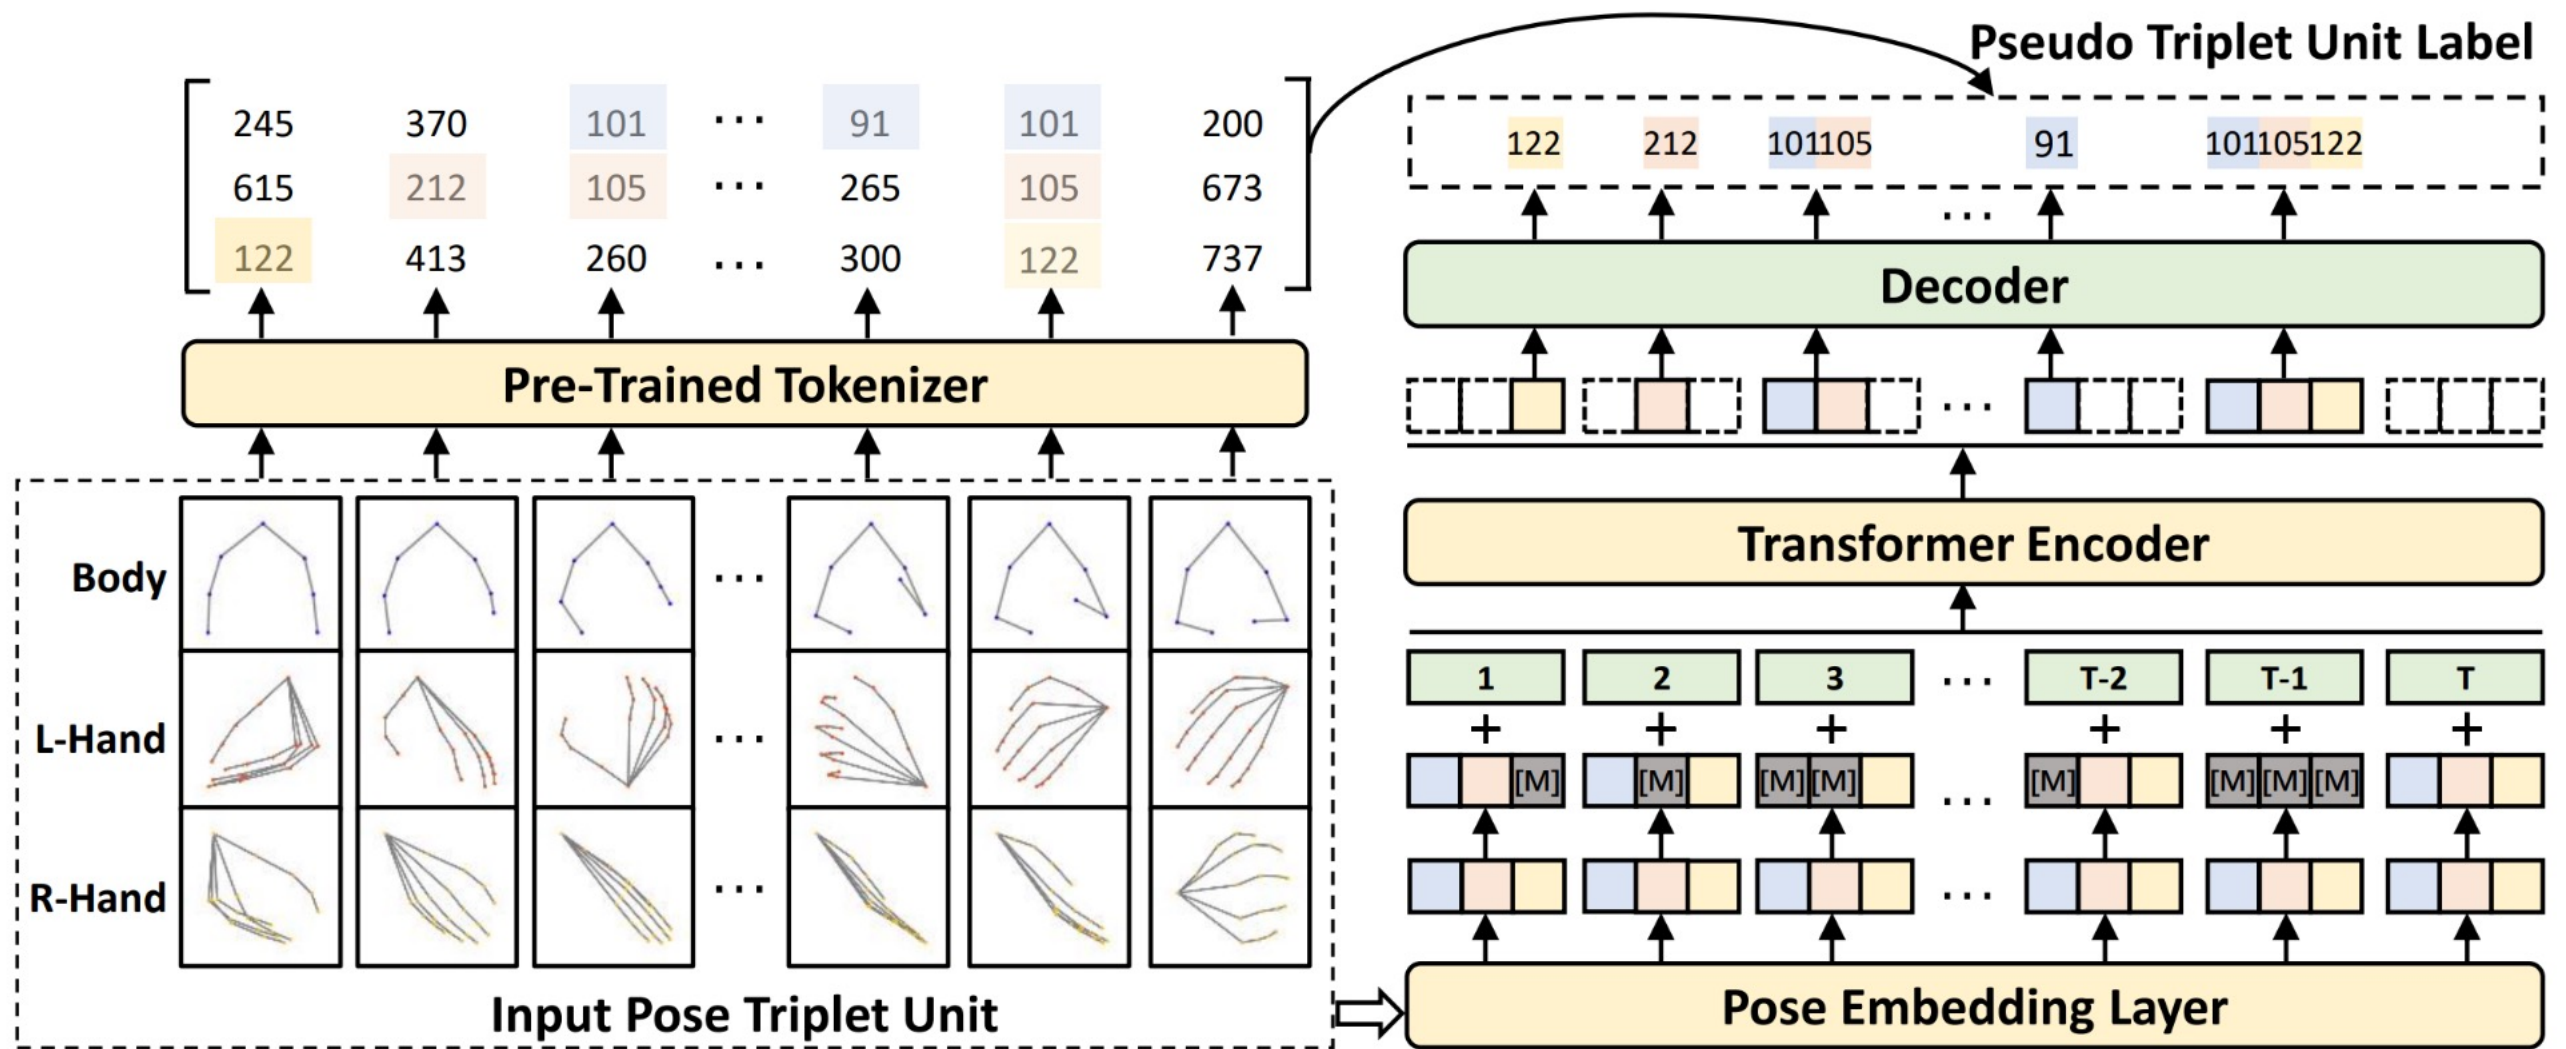 Pseudo Triplet Unit Label
245 370 101 ... 91 101 200
615 212 105 ... 265 105 673
122 413 260 ... 300 122 737
Pre-Trained Tokenizer
Body
...
L-Hand
...
R-Hand
...
Input Pose Triplet Unit
122 212 101105 91 101105122
...
Decoder
...
Transformer Encoder
1 2 3 ... T-2 T-1 T
+ + + + + +
[M] [M] [M][M] ... [M] [M][M][M]
...
Pose Embedding Layer